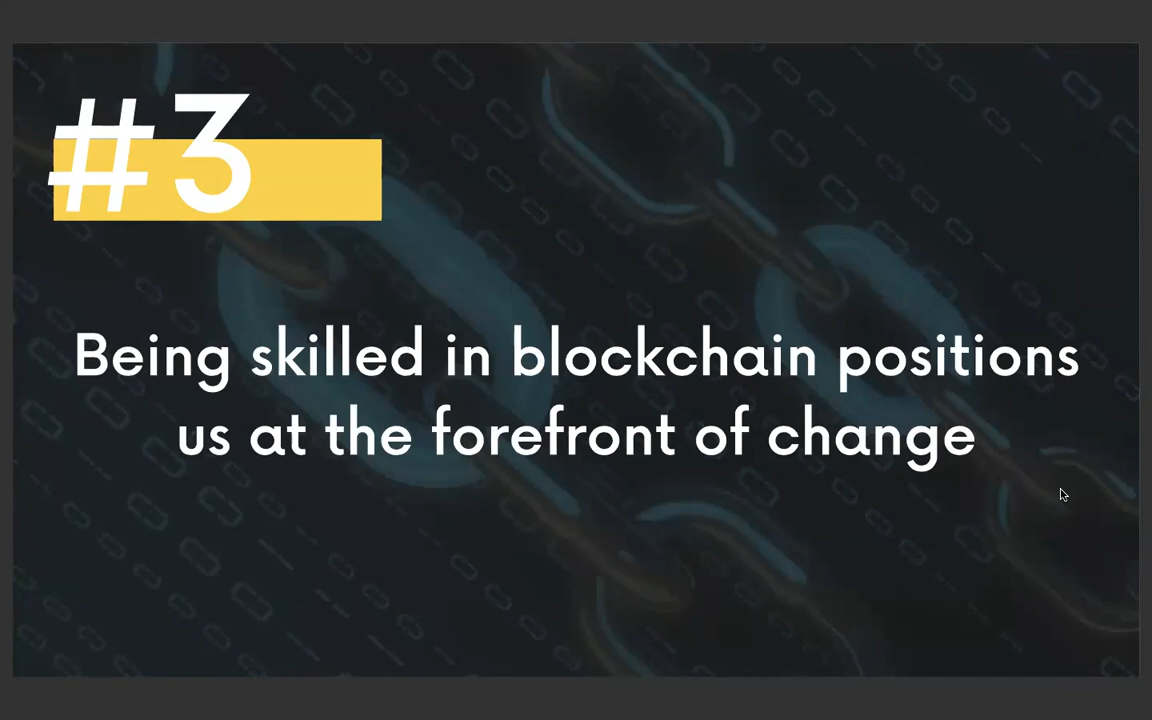 #3
Being skilled in blockchain positions
us at the forefront of change